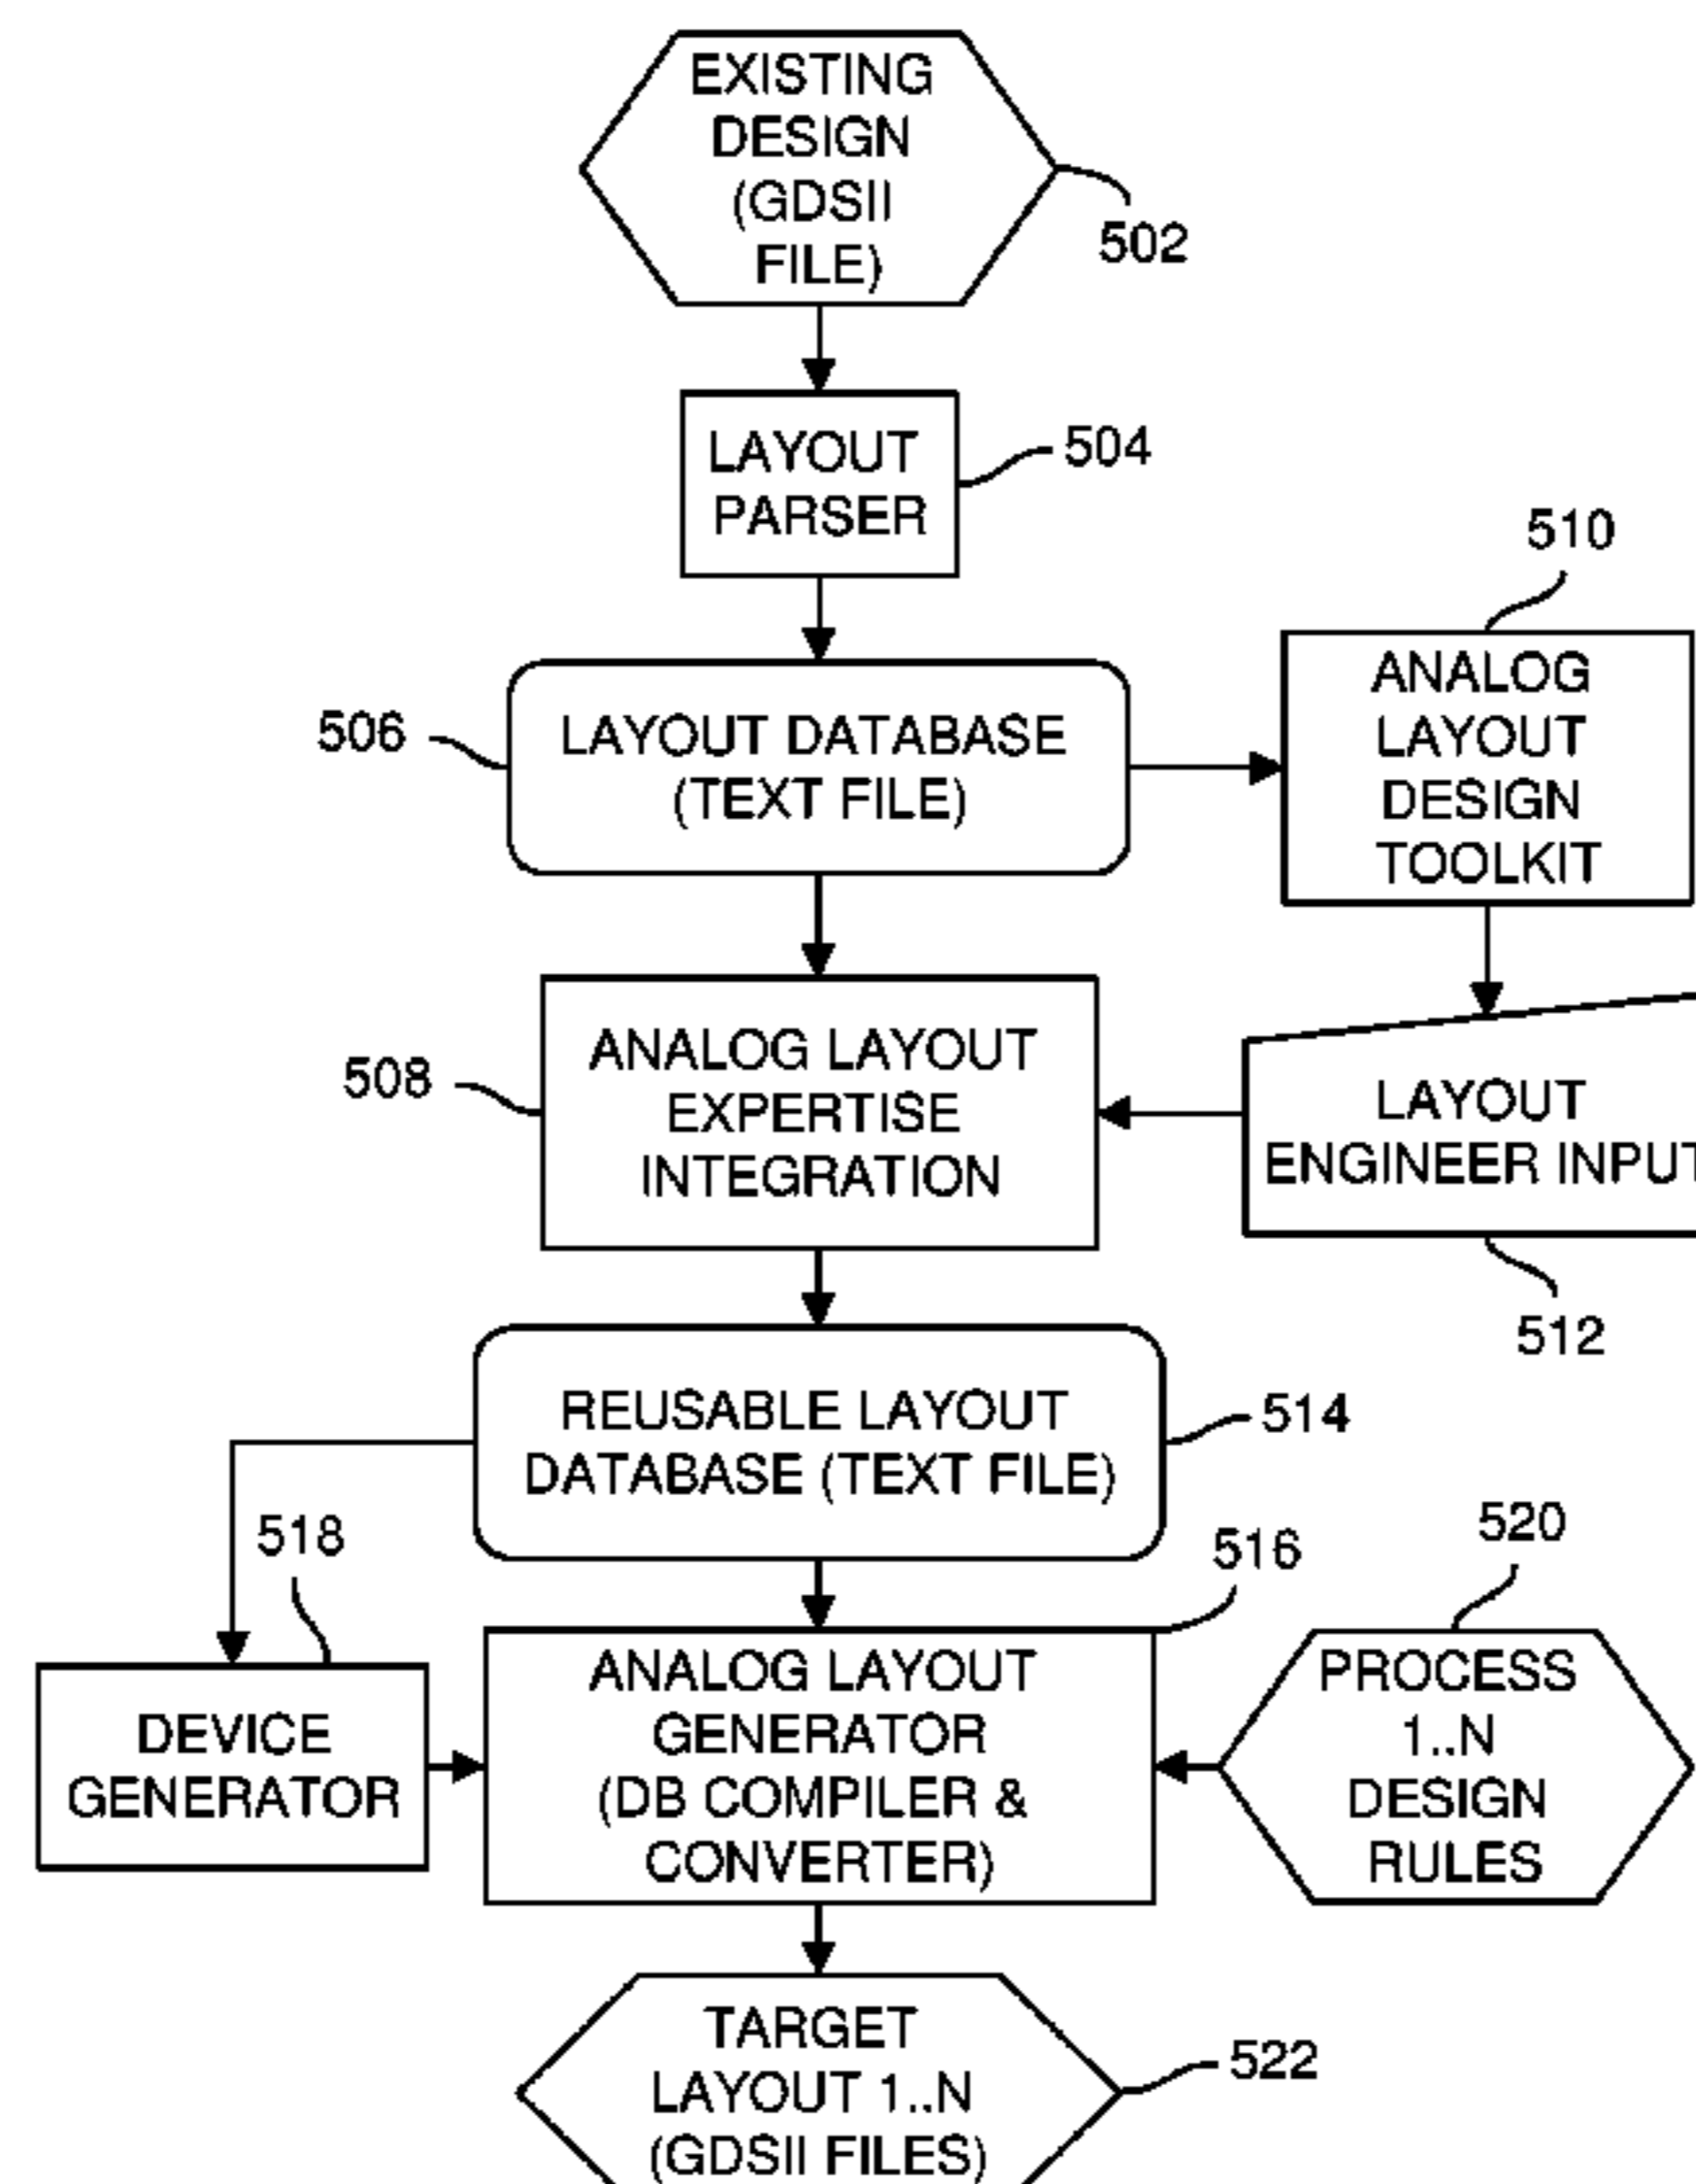 EXISTING
DESIGN
(GDSII
FILE)
502
LAYOUT
PARSER
504
510
506
LAYOUT DATABASE
(TEXT FILE)
ANALOG
LAYOUT
DESIGN
TOOLKIT
508
ANALOG LAYOUT
EXPERTISE
INTEGRATION
LAYOUT
ENGINEER INPUT
512
REUSABLE LAYOUT
DATABASE (TEXT FILE)
514
518
516
520
DEVICE
GENERATOR
ANALOG LAYOUT
GENERATOR
(DB COMPILER &
CONVERTER)
PROCESS
1..N
DESIGN
RULES
TARGET
LAYOUT 1..N
(GDSII FILES)
522